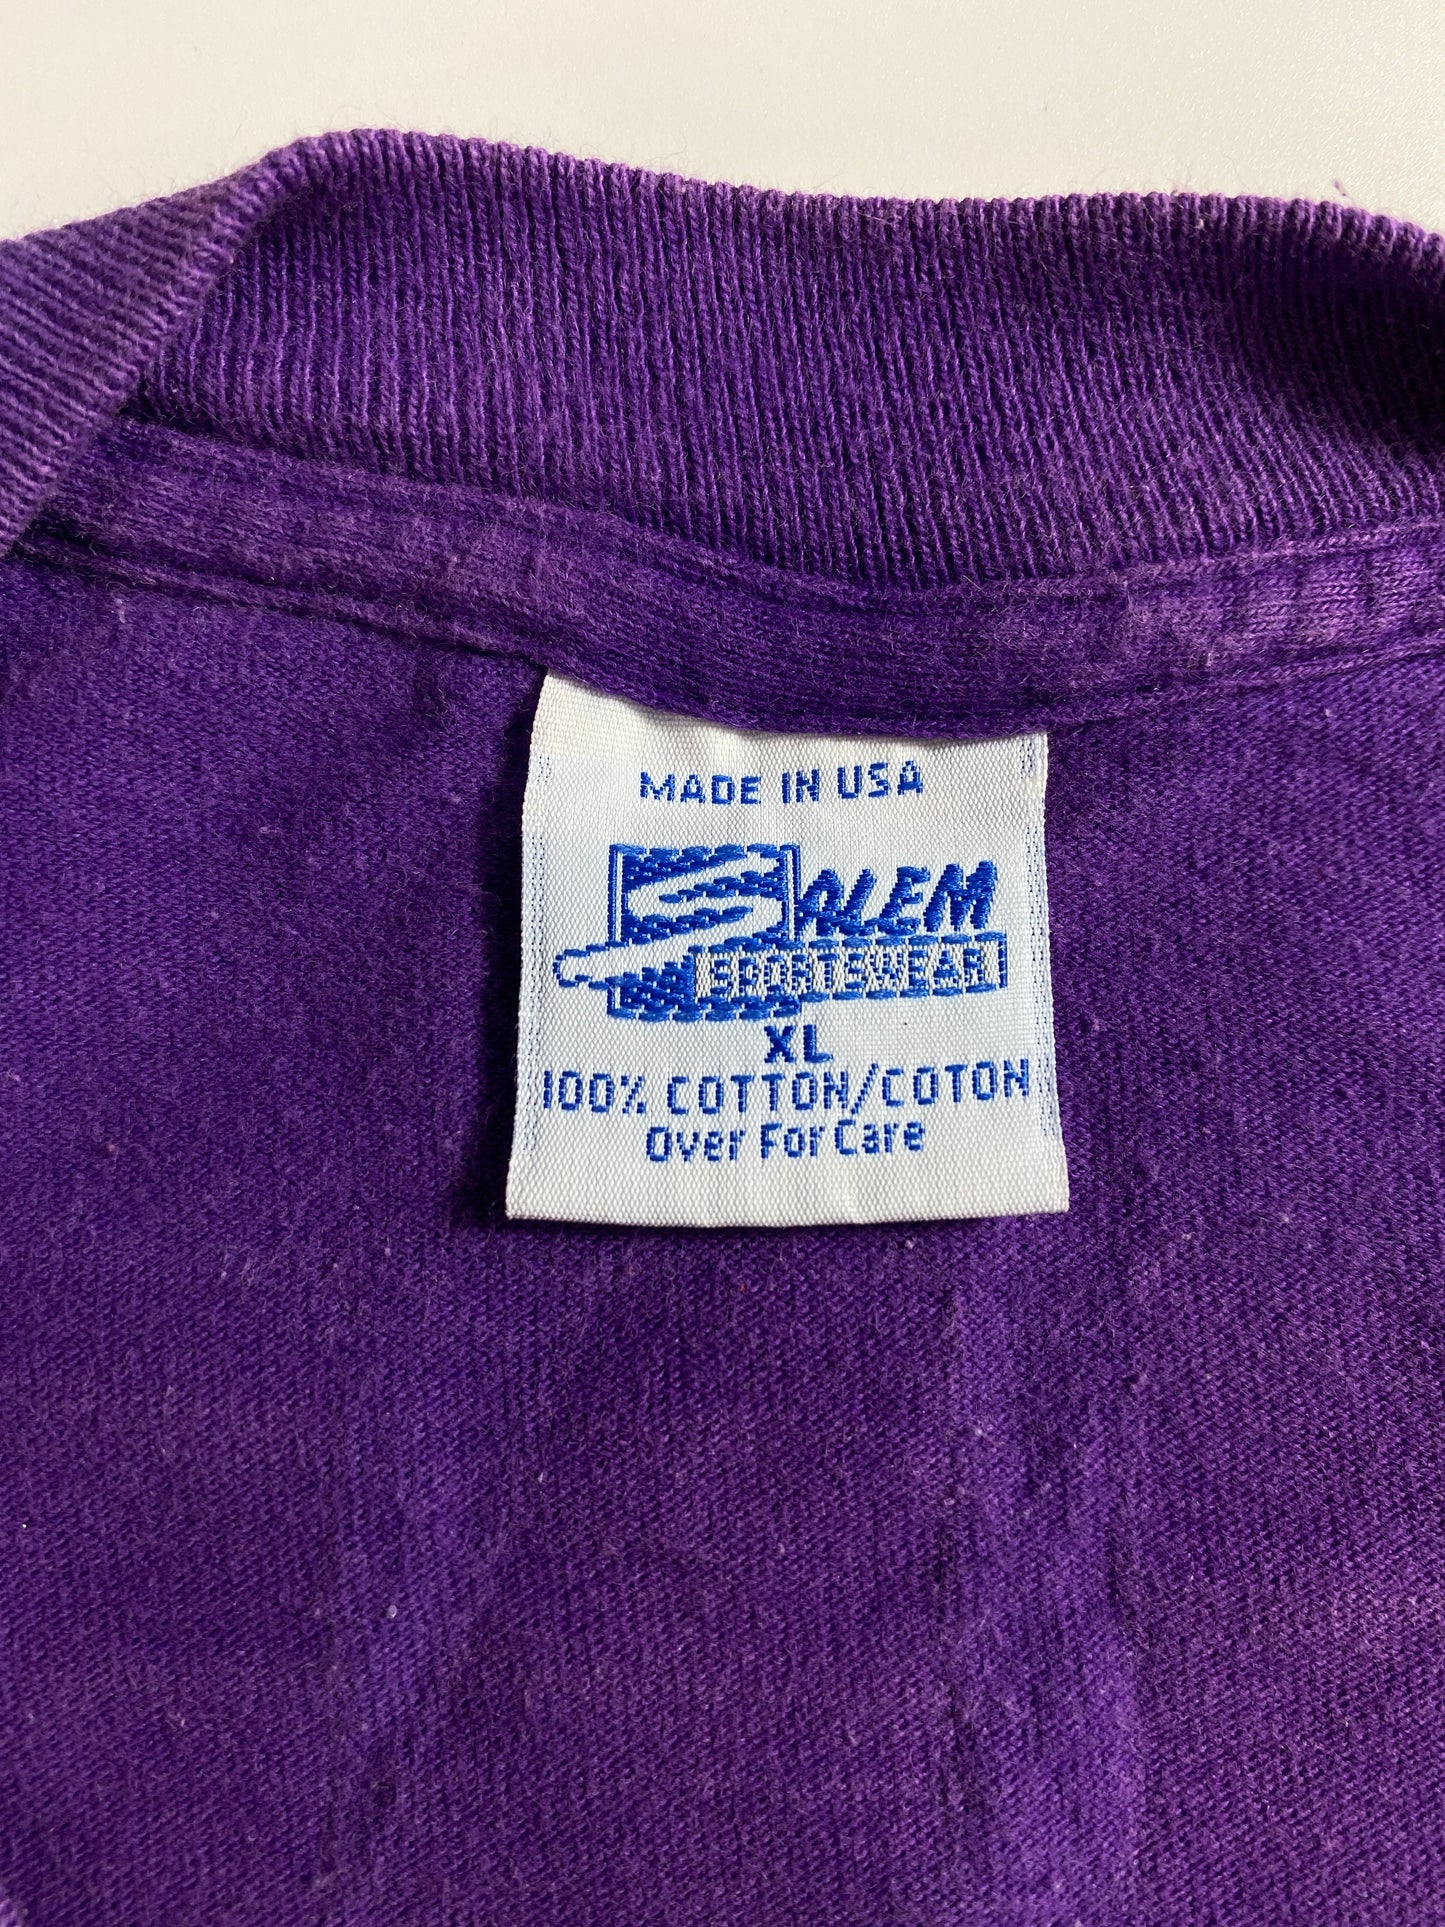 MADE IN USA
SALEM
SPORTSWEAR
XL
100% COTTON/COTON
Over For Care